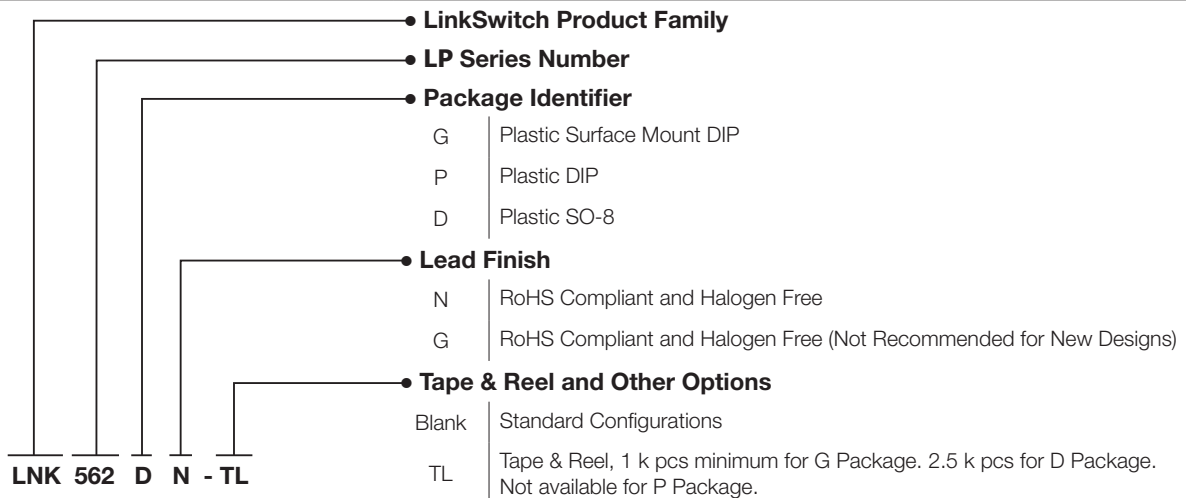 • LinkSwitch Product Family
• LP Series Number
• Package Identifier
G Plastic Surface Mount DIP
P Plastic DIP
D Plastic SO-8
• Lead Finish
N RoHS Compliant and Halogen Free
G RoHS Compliant and Halogen Free (Not Recommended for New Designs)
• Tape & Reel and Other Options
Blank Standard Configurations
TL Tape & Reel, 1 k pcs minimum for G Package. 2.5 k pcs for D Package.
Not available for P Package.
LNK 562 D N - TL